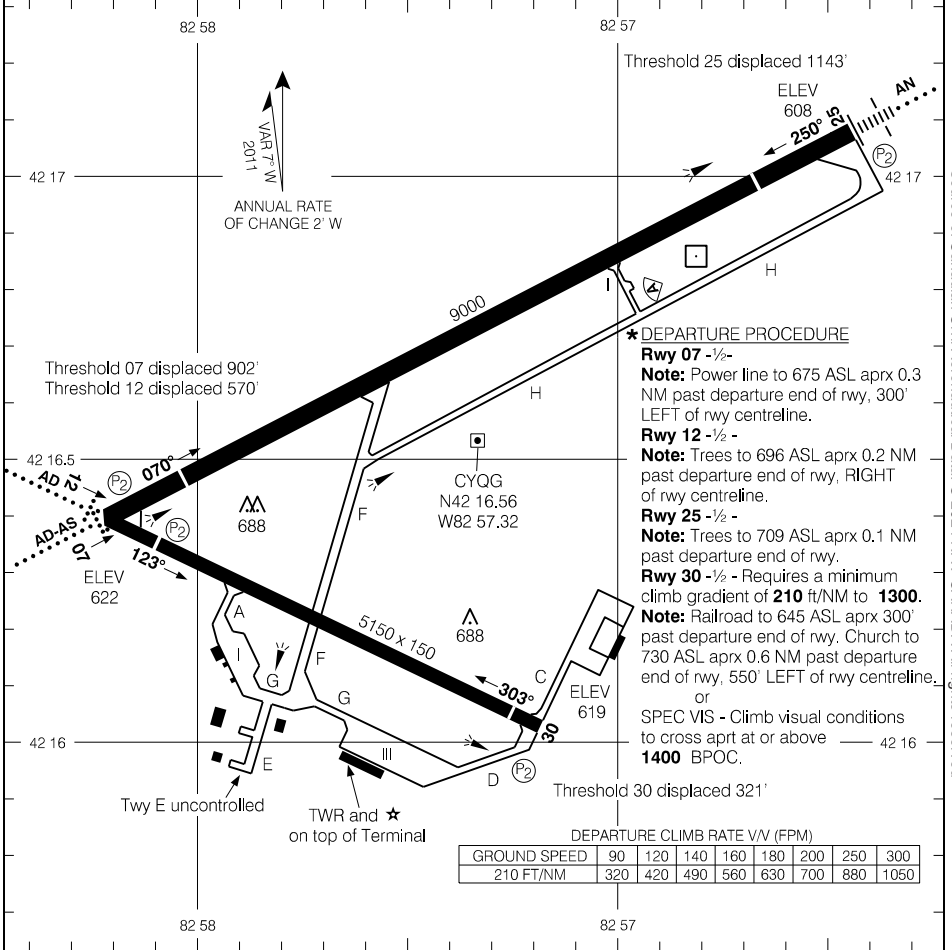 82 58
82 57
Threshold 25 displaced 1143'
ELEV
608
AN
25
250°
P2
VAR 7° W
2011
42 17
42 17
ANNUAL RATE
OF CHANGE 2' W
H
A
I
9000
Threshold 07 displaced 902'
Threshold 12 displaced 570'
H
* DEPARTURE PROCEDURE
Rwy 07 -½-
Note: Power line to 675 ASL aprx 0.3
NM past departure end of rwy, 300'
LEFT of rwy centreline.
Rwy 12 -½ -
Note: Trees to 696 ASL aprx 0.2 NM
past departure end of rwy, RIGHT
of rwy centreline.
Rwy 25 -½ -
Note: Trees to 709 ASL aprx 0.1 NM
past departure end of rwy.
Rwy 30 -½ - Requires a minimum
climb gradient of 210 ft/NM to 1300.
Note: Railroad to 645 ASL aprx 300'
past departure end of rwy. Church to
730 ASL aprx 0.6 NM past departure
end of rwy, 550' LEFT of rwy centreline.
or
SPEC VIS - Climb visual conditions
to cross aprt at or above
1400 BPOC.
42 16.5
AD
12
P2
070°
CYQG
N42 16.56
W82 57.32
688
F
AD-AS
07
P2
123°
ELEV
622
A
5150 x 150
688
I
F
G
G
C
303°
ELEV
619
30
42 16
42 16
III
E
D
P2
Twy E uncontrolled
TWR and ☆
on top of Terminal
Threshold 30 displaced 321'
DEPARTURE CLIMB RATE V/V (FPM)
GROUND SPEED 90 120 140 160 180 200 250 300
210 FT/NM 320 420 490 560 630 700 880 1050
82 58
82 57